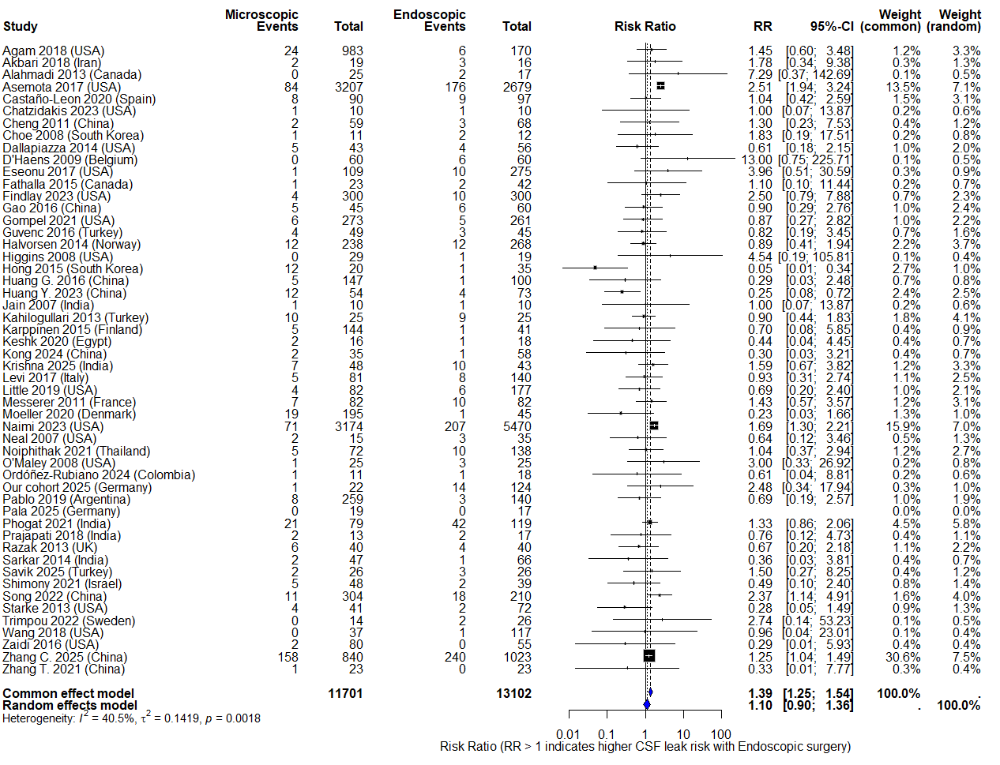 Microscopic Endoscopic Weight Weight
Study Events Total Events Total Risk Ratio RR 95%-CI (common) (random)
Agam 2018 (USA) 24 983 6 170 1.45 [0.60; 3.48] 1.2% 3.3%
Akbari 2018 (Iran) 2 19 3 16 1.78 [0.34; 9.38] 0.3% 1.3%
Alahmadi 2013 (Canada) 0 25 2 17 7.29 [0.37; 142.69] 0.1% 0.5%
Asemota 2017 (USA) 84 3207 176 2679 2.51 [1.94; 3.24] 13.5% 7.1%
Castaño-Leon 2020 (Spain) 8 90 9 97 1.04 [0.42; 2.59] 1.5% 3.1%
Chatzidakis 2023 (USA) 1 10 1 10 1.00 [0.07; 13.87] 0.2% 0.6%
Cheng 2011 (China) 2 59 3 68 1.30 [0.23; 7.53] 0.4% 1.2%
Choe 2008 (South Korea) 1 11 2 12 1.83 [0.19; 17.51] 0.2% 0.8%
Dallapiazza 2014 (USA) 5 43 4 56 0.61 [0.18; 2.15] 1.0% 2.0%
D'Haens 2009 (Belgium) 0 60 6 60 13.00 [0.75; 225.71] 0.1% 0.5%
Eseonu 2017 (USA) 1 109 10 275 3.96 [0.51; 30.59] 0.3% 0.9%
Fathalla 2015 (Canada) 1 23 2 42 1.10 [0.10; 11.44] 0.2% 0.7%
Findlay 2023 (USA) 4 300 10 300 2.50 [0.79; 7.88] 0.7% 2.3%
Gao 2016 (China) 5 45 6 60 0.90 [0.29; 2.76] 1.0% 2.4%
Gompel 2021 (USA) 6 273 5 261 0.87 [0.27; 2.82] 1.0% 2.2%
Guvenc 2016 (Turkey) 4 49 3 45 0.82 [0.19; 3.45] 0.7% 1.6%
Halvorsen 2014 (Norway) 12 238 12 268 0.89 [0.41; 1.94] 2.2% 3.7%
Higgins 2008 (USA) 0 29 1 19 4.54 [0.19; 105.81] 0.1% 0.4%
Hong 2015 (South Korea) 12 20 1 35 0.05 [0.01; 0.34] 2.7% 1.0%
Huang G. 2016 (China) 5 147 1 100 0.29 [0.03; 2.48] 0.7% 0.8%
Huang Y. 2023 (China) 12 54 4 73 0.25 [0.08; 0.72] 2.4% 2.5%
Jain 2007 (India) 1 10 1 10 1.00 [0.07; 13.87] 0.2% 0.6%
Kahilogullari 2013 (Turkey) 10 25 9 25 0.90 [0.44; 1.83] 1.8% 4.1%
Karppinen 2015 (Finland) 5 144 1 41 0.70 [0.08; 5.85] 0.4% 0.9%
Keshk 2020 (Egypt) 2 16 1 18 0.44 [0.04; 4.45] 0.4% 0.7%
Kong 2024 (China) 2 35 1 58 0.30 [0.03; 3.21] 0.4% 0.7%
Krishna 2025 (India) 7 48 10 43 1.59 [0.67; 3.82] 1.2% 3.3%
Levi 2017 (Italy) 5 81 8 140 0.93 [0.31; 2.74] 1.1% 2.5%
Little 2019 (USA) 4 82 6 177 0.69 [0.20; 2.40] 1.0% 2.1%
Messerer 2011 (France) 7 82 10 82 1.43 [0.57; 3.57] 1.2% 3.0%
Moeller 2020 (Denmark) 19 195 1 45 0.23 [0.03; 1.66] 1.3% 1.0%
Naimi 2023 (USA) 71 3174 207 5470 1.69 [1.30; 2.21] 15.9% 7.0%
Neal 2007 (USA) 2 15 3 35 0.64 [0.12; 3.46] 0.5% 1.3%
Noiphithak 2021 (Thailand) 5 72 10 138 1.04 [0.37; 2.94] 1.2% 2.7%
O'Maley 2008 (USA) 1 25 3 25 3.00 [0.33; 26.92] 0.2% 0.8%
Ordóñez-Rubiano 2024 (Colombia) 1 11 1 18 0.61 [0.04; 8.81] 0.2% 0.6%
Our cohort 2025 (Germany) 1 22 14 124 2.48 [0.34; 17.94] 0.3% 1.0%
Pablo 2019 (Argentina) 8 259 3 140 0.69 [0.19; 2.57] 1.0% 1.9%
Pala 2025 (Germany) 0 19 0 17 0.0% 0.0%
Phogat 2021 (India) 21 79 42 119 1.33 [0.86; 2.06] 4.5% 5.8%
Prajapati 2018 (India) 2 13 2 17 0.76 [0.12; 4.73] 0.4% 1.1%
Razak 2013 (UK) 6 40 4 40 0.67 [0.20; 2.18] 1.1% 2.2%
Sarkar 2014 (India) 2 47 1 66 0.36 [0.03; 3.81] 0.4% 0.7%
Savik 2025 (Turkey) 2 26 3 26 1.50 [0.27; 8.25] 0.4% 1.2%
Shimony 2021 (Israel) 5 48 2 39 0.49 [0.10; 2.40] 0.8% 1.4%
Song 2022 (China) 11 304 18 210 2.37 [1.14; 4.91] 1.6% 4.0%
Starke 2013 (USA) 4 41 2 72 0.28 [0.05; 1.49] 0.9% 1.3%
Trimpou 2022 (Sweden) 0 14 2 26 2.74 [0.14; 53.23] 0.1% 0.5%
Wang 2018 (USA) 0 37 1 117 0.96 [0.04; 23.01] 0.1% 0.4%
Zaidi 2016 (USA) 2 80 0 55 0.29 [0.01; 5.93] 0.4% 0.4%
Zhang C. 2025 (China) 158 840 240 1023 1.25 [1.04; 1.49] 30.6% 7.5%
Zhang T. 2021 (China) 1 23 0 23 0.33 [0.01; 7.77] 0.3% 0.4%
Common effect model 11701 13102 1.39 [1.25; 1.54] 100.0% .
Random effects model 1.10 [0.90; 1.36] . 100.0%
Heterogeneity: I² = 40.5%, τ² = 0.1419, p = 0.0018
0.01 0.1 1 10 100
Risk Ratio (RR > 1 indicates higher CSF leak risk with Endoscopic surgery)